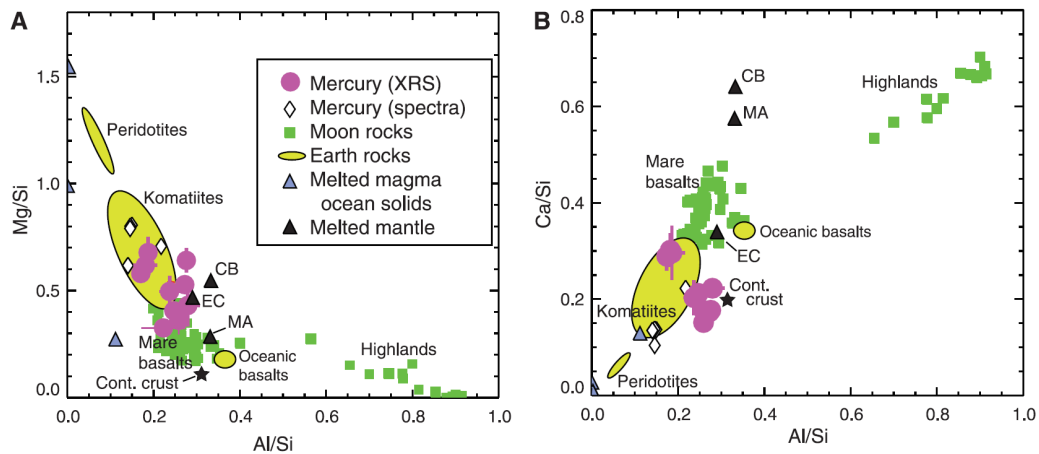 A
1.5
1.0
0.5
0.0
Mg/Si
0.0
0.2
0.4
0.6
0.8
1.0
Al/Si
Peridotites
Komatiites
CB
EC
MA
Mare
basalts
Cont. crust
Oceanic
basalts
Highlands
Mercury (XRS)
Mercury (spectra)
Moon rocks
Earth rocks
Melted magma
ocean solids
Melted mantle
B
0.8
0.6
0.4
0.2
0.0
Ca/Si
0.0
0.2
0.4
0.6
0.8
1.0
Al/Si
CB
MA
Highlands
Mare
basalts
Oceanic basalts
EC
Cont.
crust
Komatiites
Peridotites